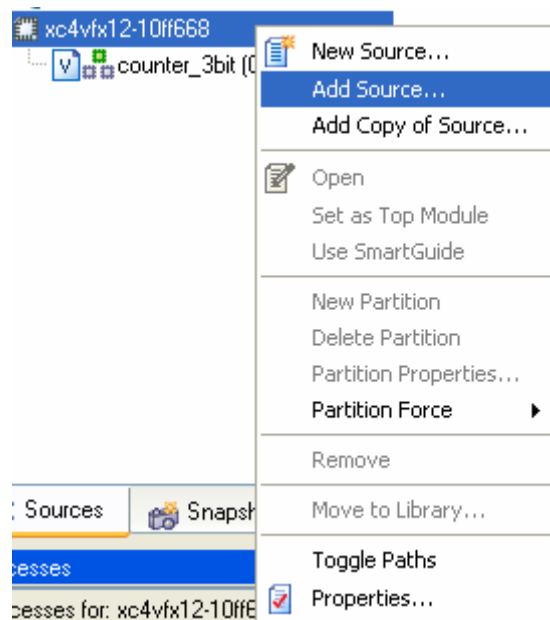 xc4vfx12-10ff668
V counter_3bit (
New Source...
Add Source...
Add Copy of Source...
Open
Set as Top Module
Use SmartGuide
New Partition
Delete Partition
Partition Properties...
Partition Force
Remove
Move to Library...
Toggle Paths
Properties...
Sources
Snapsh
cesses
cesses for: xc4vfx12-10ff6